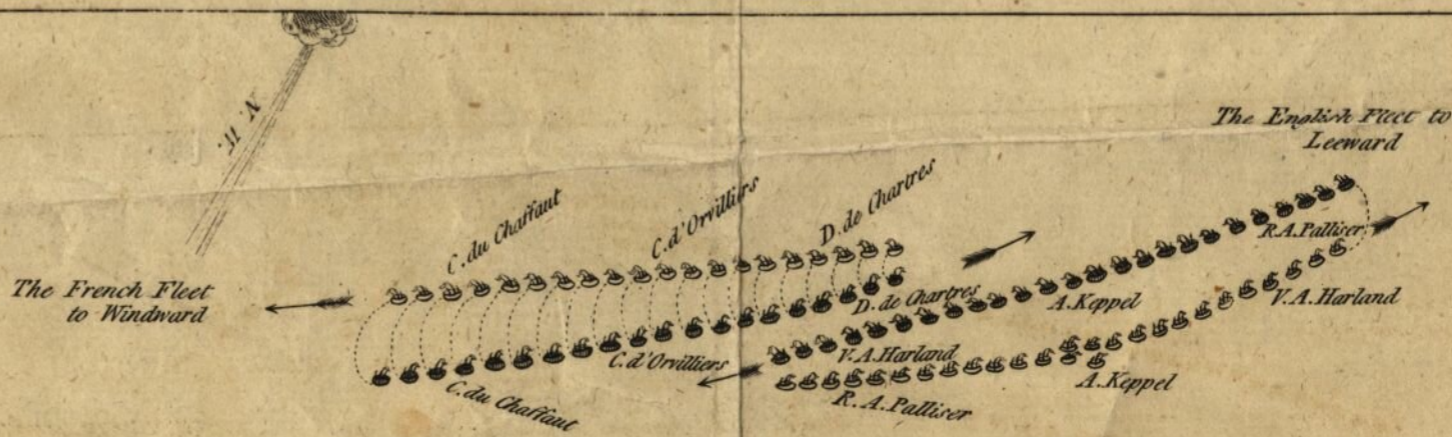 N. W.
The English Fleet to
Leeward
C. du Chaffaut
C. d'Orvilliers
D. de Chartres
R. A. Palliser
The French Fleet
to Windward
D. de Chartres
A. Keppel
V. A. Harland
V. A. Harland
C. d'Orvilliers
A. Keppel
C. du Chaffaut
R. A. Palliser